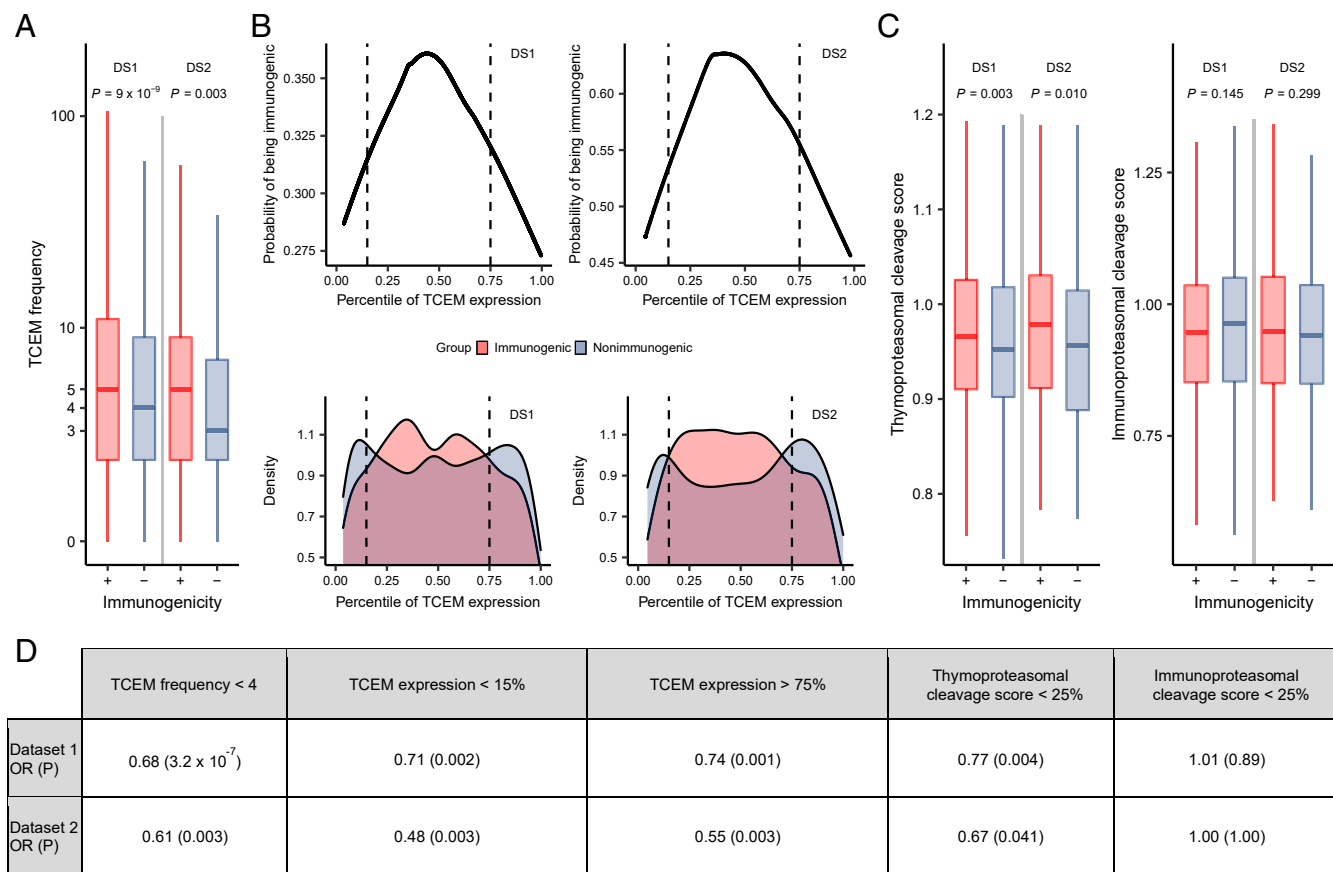 A
DS1 DS2
P = 9 x 10⁻⁹ P = 0.003
TCEM frequency
100
10
5
4
3
0
+ − + −
Immunogenicity
B
DS1
Probability of being immunogenic
0.350
0.325
0.300
0.275
0.00 0.25 0.50 0.75 1.00
Percentile of TCEM expression
DS2
Probability of being immunogenic
0.60
0.55
0.50
0.45
0.00 0.25 0.50 0.75 1.00
Percentile of TCEM expression
Group Immunogenic Nonimmunogenic
DS1
Density
1.1
0.9
0.7
0.5
0.00 0.25 0.50 0.75 1.00
Percentile of TCEM expression
DS2
Density
1.1
0.9
0.7
0.5
0.00 0.25 0.50 0.75 1.00
Percentile of TCEM expression
C
DS1 DS2
P = 0.003 P = 0.010
Thymoproteasomal cleavage score
1.2
1.1
1.0
0.9
0.8
+ − + −
Immunogenicity
DS1 DS2
P = 0.145 P = 0.299
Immunoproteasomal cleavage score
1.25
1.00
0.75
+ − + −
Immunogenicity
D
TCEM frequency < 4
TCEM expression < 15%
TCEM expression > 75%
Thymoproteasomal
cleavage score < 25%
Immunoproteasomal
cleavage score < 25%
Dataset 1
OR (P)
0.68 (3.2 x 10⁻⁷)
0.71 (0.002)
0.74 (0.001)
0.77 (0.004)
1.01 (0.89)
Dataset 2
OR (P)
0.61 (0.003)
0.48 (0.003)
0.55 (0.003)
0.67 (0.041)
1.00 (1.00)